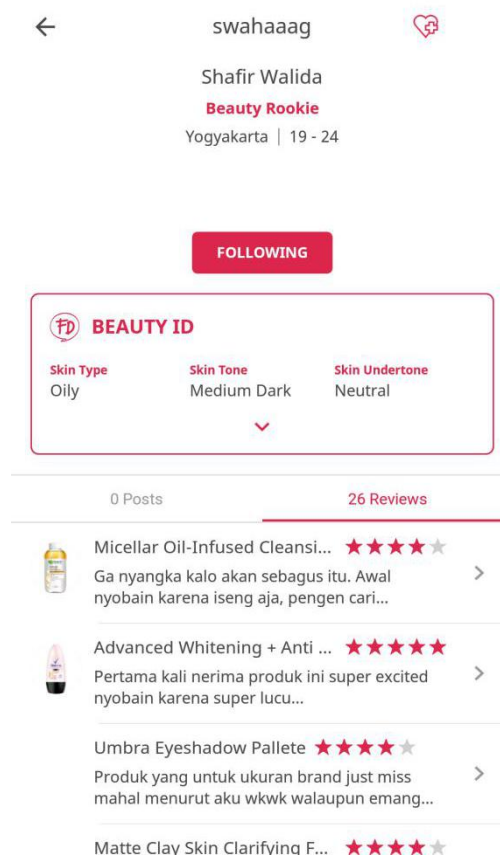 swahaaag
Shafir Walida
Beauty Rookie
Yogyakarta | 19 - 24
FOLLOWING
FD BEAUTY ID
Skin Type Skin Tone Skin Undertone
Oily Medium Dark Neutral
0 Posts 26 Reviews
Micellar Oil-Infused Cleansi...
Ga nyangka kalo akan sebagus itu. Awal
nyobain karena iseng aja, pengen cari...
Advanced Whitening + Anti ...
Pertama kali nerima produk ini super excited
nyobain karena super lucu...
Umbra Eyeshadow Pallete
Produk yang untuk ukuran brand just miss
mahal menurut aku wkwk walaupun emang...
Matte Clay Skin Clarifying F...